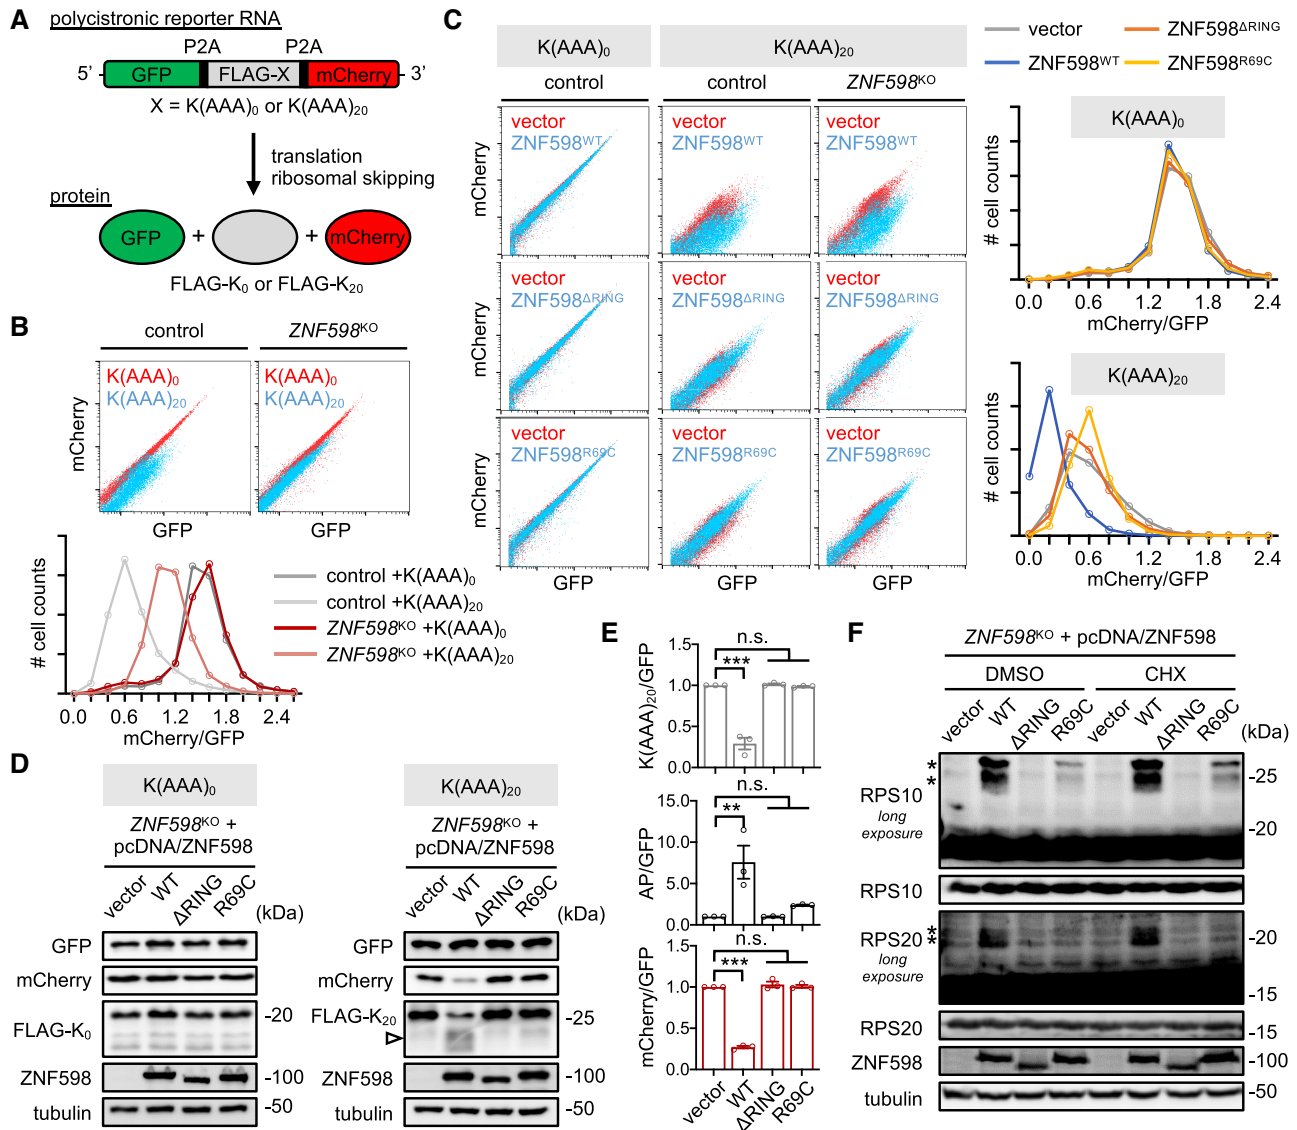 A
polycistronic reporter RNA
P2A P2A
5’ GFP FLAG-X mCherry 3’
X = K(AAA)₀ or K(AAA)₂₀
translation
ribosomal skipping
protein
GFP + + mCherry
FLAG-K₀ or FLAG-K₂₀
B
control ZNF598ᴷᴼ
K(AAA)₀ K(AAA)₀
K(AAA)₂₀ K(AAA)₂₀
mCherry
GFP GFP
# cell counts
0.0 0.6 1.2 1.8 2.4
mCherry/GFP
control +K(AAA)₀
control +K(AAA)₂₀
ZNF598ᴷᴼ +K(AAA)₀
ZNF598ᴷᴼ +K(AAA)₂₀
C
K(AAA)₀ K(AAA)₂₀
control control ZNF598ᴷᴼ
vector vector vector
ZNF598ᵂᵀ ZNF598ᵂᵀ ZNF598ᵂᵀ
mCherry
vector vector vector
ZNF598ΔRING ZNF598ΔRING ZNF598ΔRING
mCherry
vector vector vector
ZNF598R69C ZNF598R69C ZNF598R69C
mCherry
GFP GFP GFP
vector ZNF598ΔRING
ZNF598ᵂᵀ ZNF598R69C
K(AAA)₀
# cell counts
0.0 0.6 1.2 1.8 2.4
mCherry/GFP
K(AAA)₂₀
# cell counts
0.0 0.6 1.2 1.8 2.4
mCherry/GFP
D
K(AAA)₀
ZNF598ᴷᴼ +
pcDNA/ZNF598
vector WT ΔRING R69C (kDa)
GFP
mCherry
FLAG-K₀ -20
ZNF598 -100
tubulin -50
K(AAA)₂₀
ZNF598ᴷᴼ +
pcDNA/ZNF598
vector WT ΔRING R69C (kDa)
GFP
mCherry
FLAG-K₂₀ -25
ZNF598 -100
tubulin -50
E
n.s.
***
K(AAA)₂₀/GFP
1.5
1.0
0.5
0.0
n.s.
**
AP/GFP
15.0
10.0
5.0
0.0
n.s.
***
mCherry/GFP
1.5
1.0
0.5
0.0
vector WT ΔRING R69C
F
ZNF598ᴷᴼ + pcDNA/ZNF598
DMSO CHX
vector WT ΔRING R69C vector WT ΔRING R69C (kDa)
*
* -25
RPS10
long
exposure
-20
RPS10
*
* -20
RPS20
long
exposure
-15
RPS20 -15
ZNF598 -100
tubulin -50